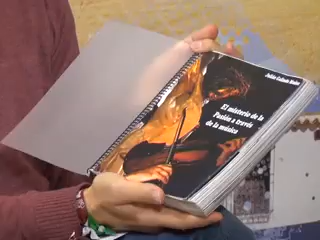 El misterio de la
Pasión a través
de la música